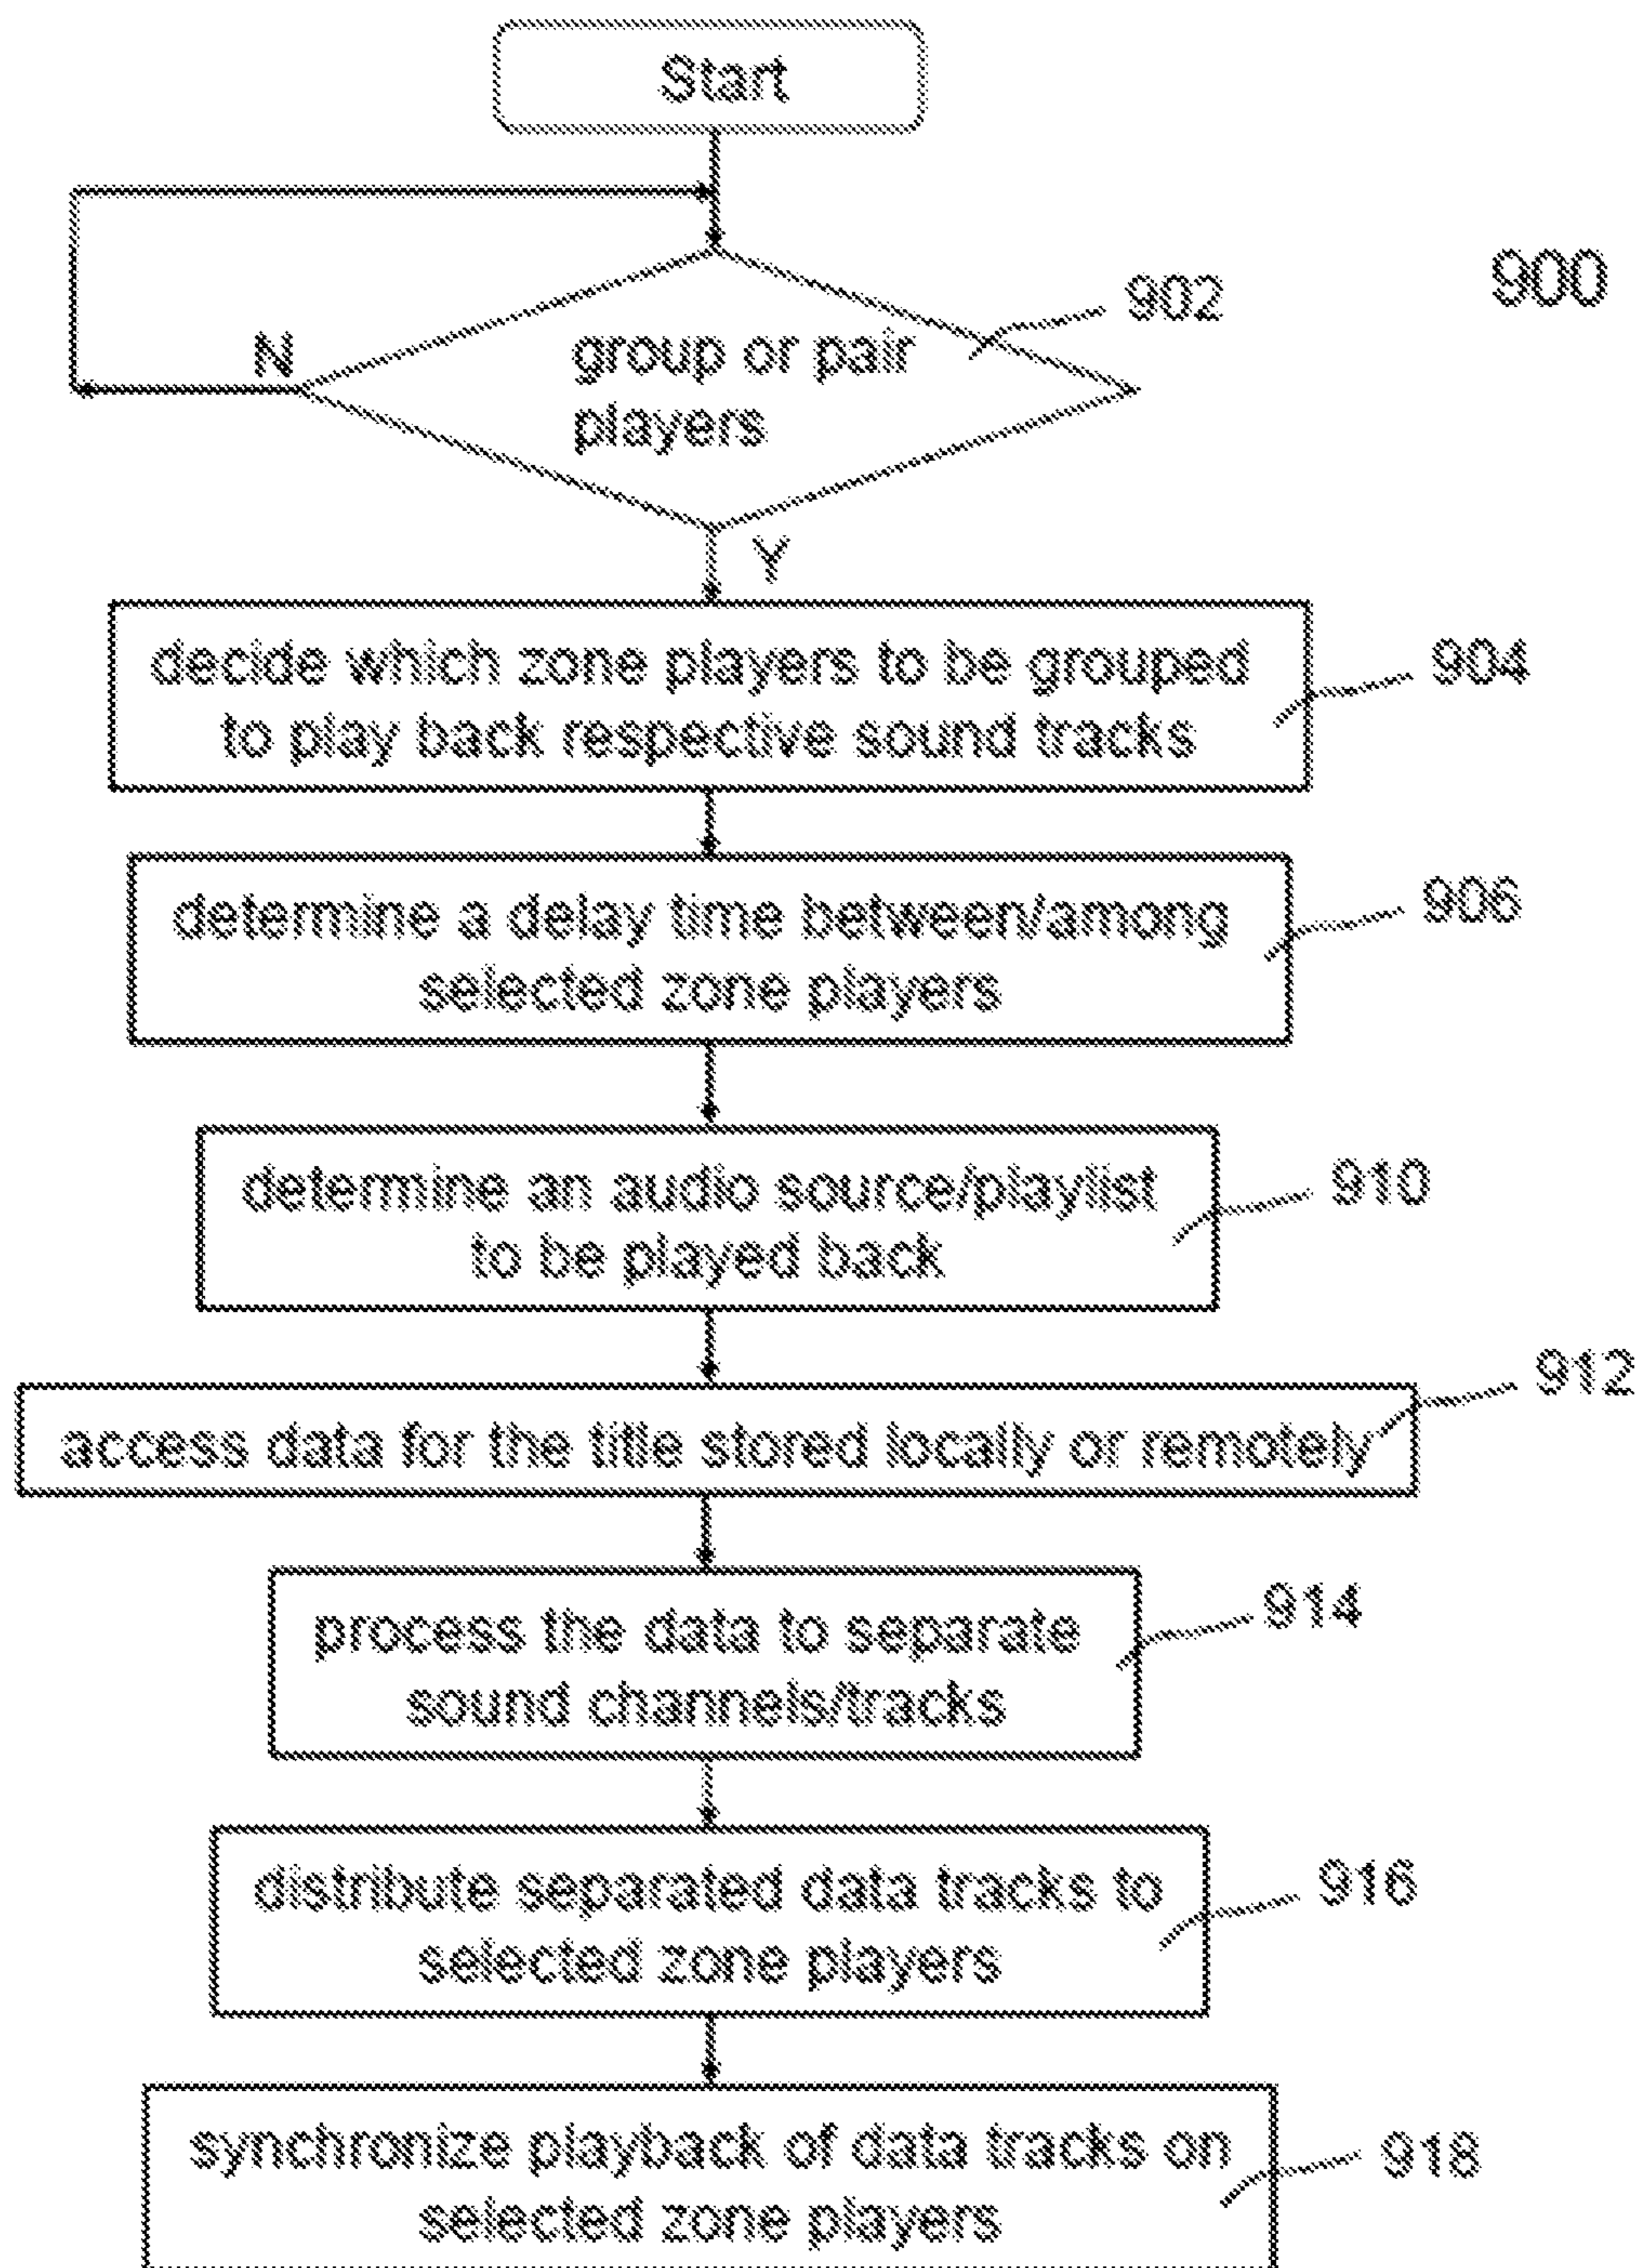 Start
900
902
group or pair
players
N
Y
decide which zone players to be grouped
to play back respective sound tracks
904
determine a delay time between/among
selected zone players
906
determine an audio source/playlist
to be played back
910
access data for the title stored locally or remotely
912
process the data to separate
sound channels/tracks
914
distribute separated data tracks to
selected zone players
916
synchronize playback of data tracks on
selected zone players
918